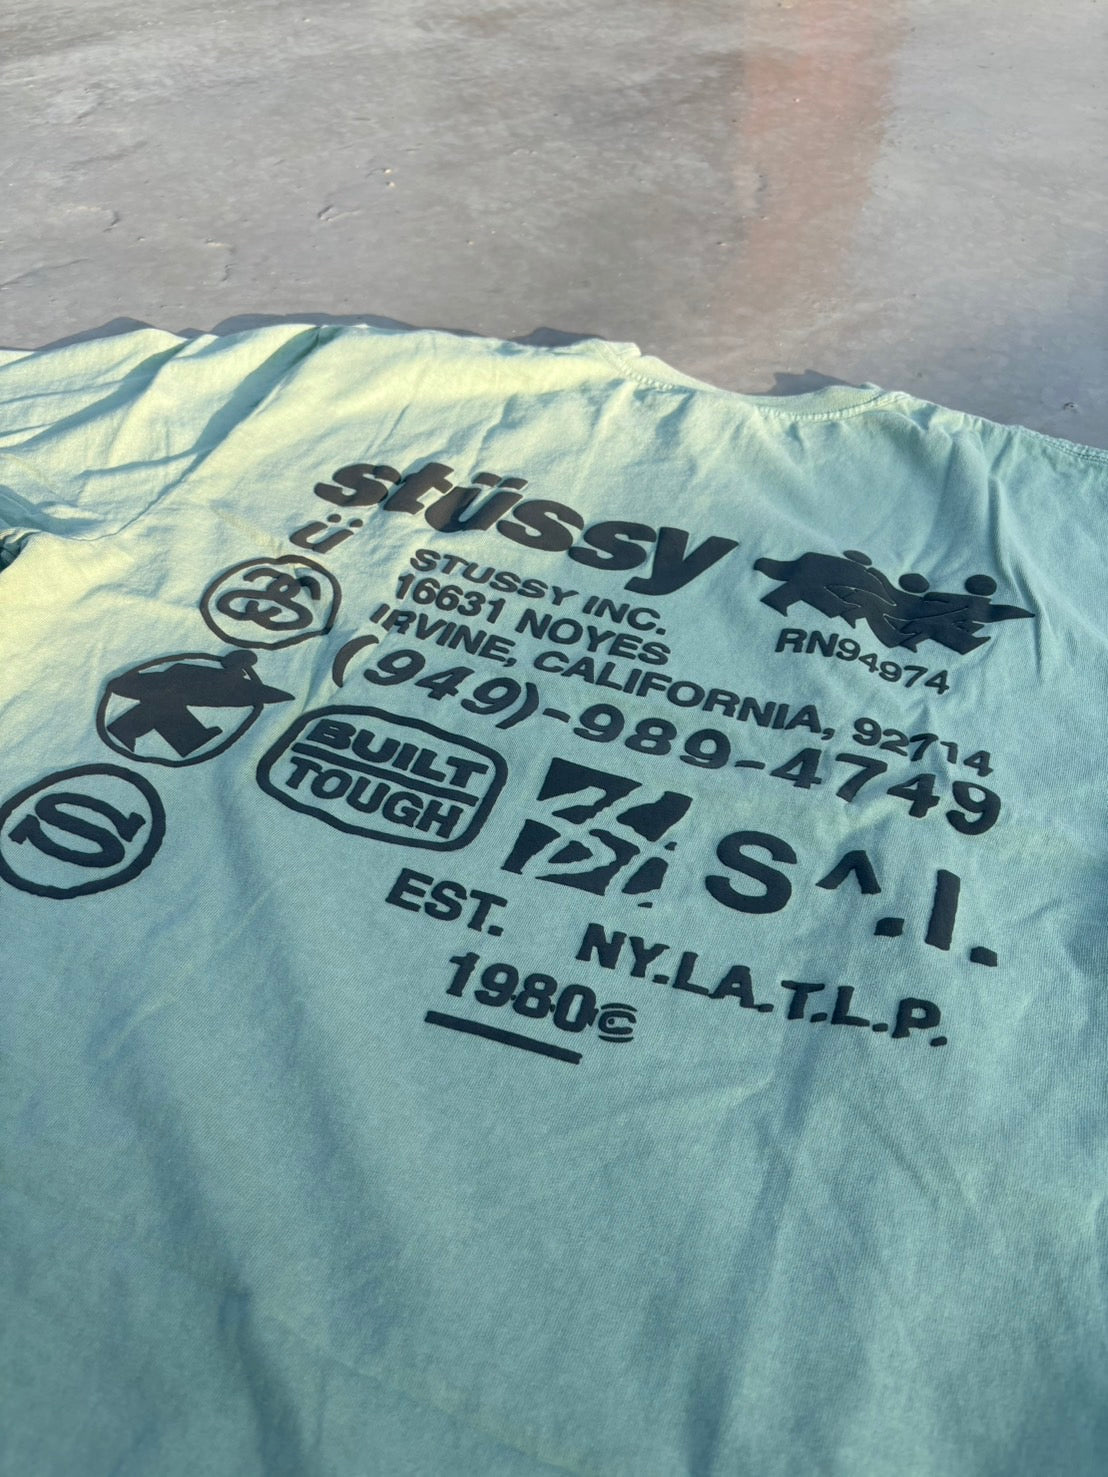 stüssy
ü
STUSSY INC.
16631 NOYES
IRVINE, CALIFORNIA, 92714
(949)-989-4749
RN94974
BUILT
TOUGH
S^.I.
EST.
1980
NY.LA.T.L.P.